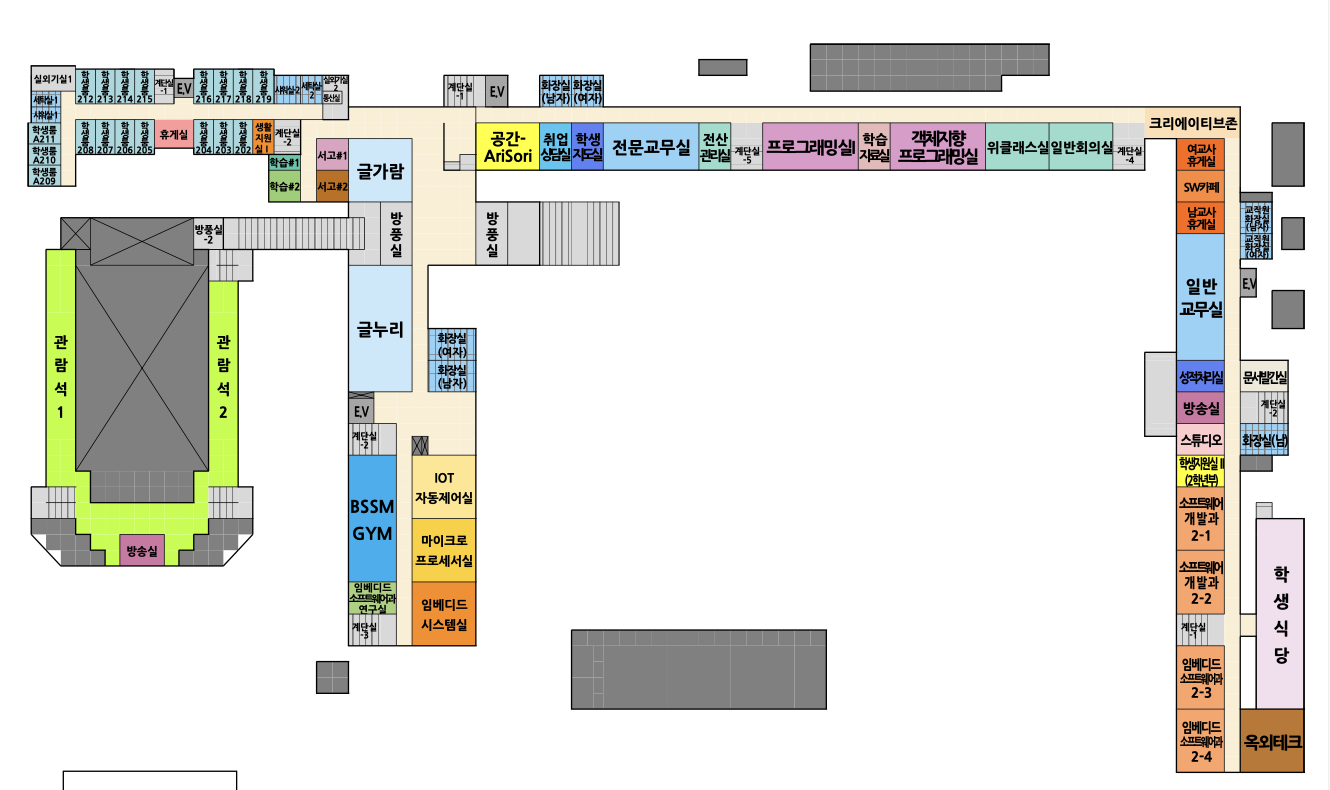 실외기실1
학생룸 212
학생룸 213
학생룸 214
학생룸 215
계단실 -1
E.V
학생룸 216
학생룸 217
학생룸 218
학생룸 219
샤워실2
세탁실 2
실외기실 2
통신실
세탁실1
샤워실1
학생룸 A211
학생룸 A210
학생룸 A209
학생룸 208
학생룸 207
학생룸 206
학생룸 205
휴게실
학생룸 204
학생룸 203
학생룸 202
생활지원실 I
계단실 -2
학습#1
학습#2
서고#1
서고#2
글가람
계단실 -1
E.V
화장실 (남자)
화장실 (여자)
공간-AriSori
취업상담실
학생지도실
전문교무실
전산관리실
계단실 -5
프로그래밍실I
학습자료실
객체지향 프로그래밍실
위클래스실
일반회의실
계단실 -4
크리에이티브존
여교사 휴게실
SW카페
남교사 휴게실
교직원 화장실 (남자)
교직원 화장실 (여자)
E.V
일반 교무실
성적처리실
문서발간실
방송실
계단실 -2
스튜디오
화장실(남)
학생지원실 II
(2학년부)
소프트웨어 개발과 2-1
소프트웨어 개발과 2-2
계단실 -1
임베디드 소프트웨어과 2-3
임베디드 소프트웨어과 2-4
학생식당
옥외테크
방풍실 -2
방풍실
방풍실
관람석1
관람석2
방송실
글누리
화장실 (여자)
화장실 (남자)
E.V
계단실 -2
BSSM GYM
IOT 자동제어실
마이크로 프로세서실
임베디드 소프트웨어과 연구실
임베디드 시스템실
계단실 -3